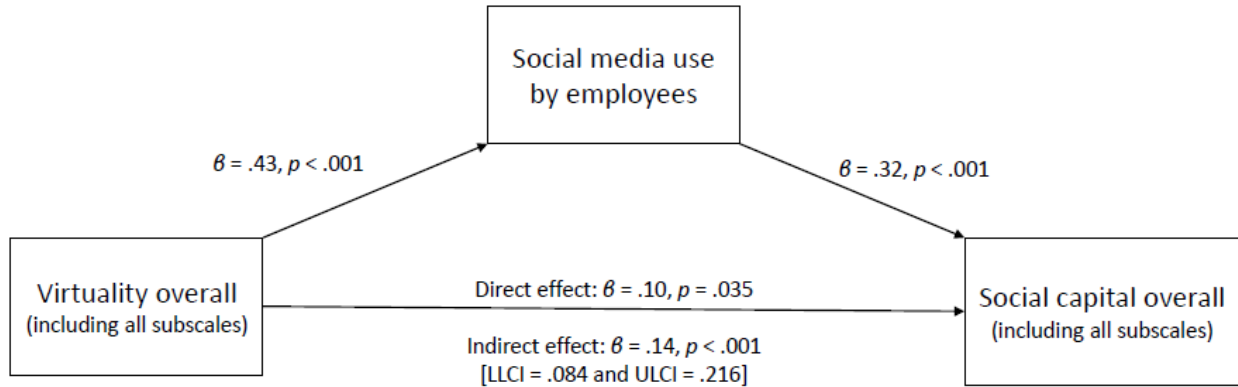 Social media use
by employees
β = .43, p < .001
β = .32, p < .001
Virtuality overall
(including all subscales)
Direct effect: β = .10, p = .035
Social capital overall
(including all subscales)
Indirect effect: β = .14, p < .001
[LLCI = .084 and ULCI = .216]